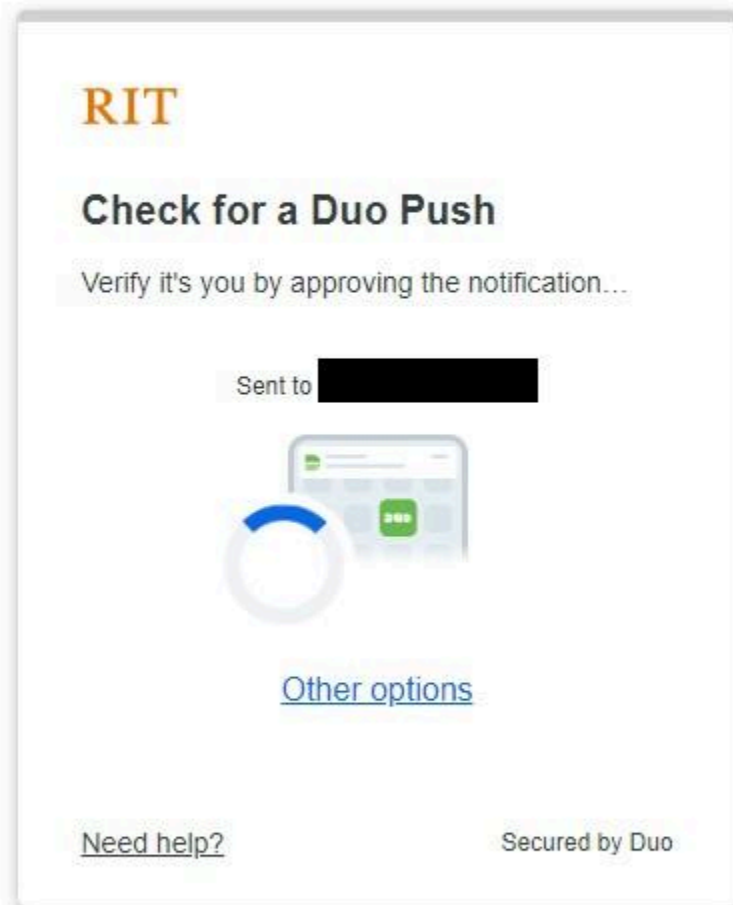 RIT
Check for a Duo Push
Verify it's you by approving the notification...
Sent to
DUO
Other options
Need help?
Secured by Duo